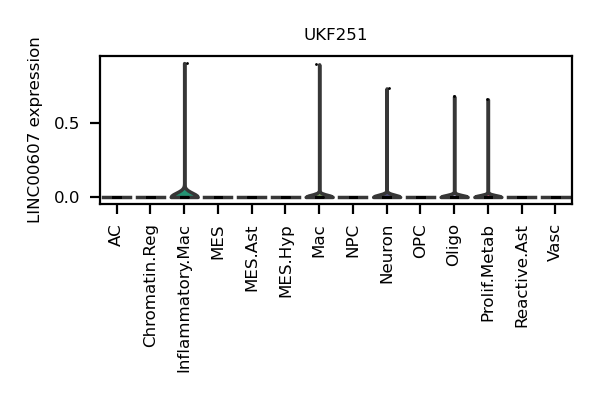 UKF251
LINC00607 expression
0.5
0.0
AC
Chromatin.Reg
Inflammatory.Mac
MES
MES.Ast
MES.Hyp
Mac
NPC
Neuron
OPC
Oligo
Prolif.Metab
Reactive.Ast
Vasc